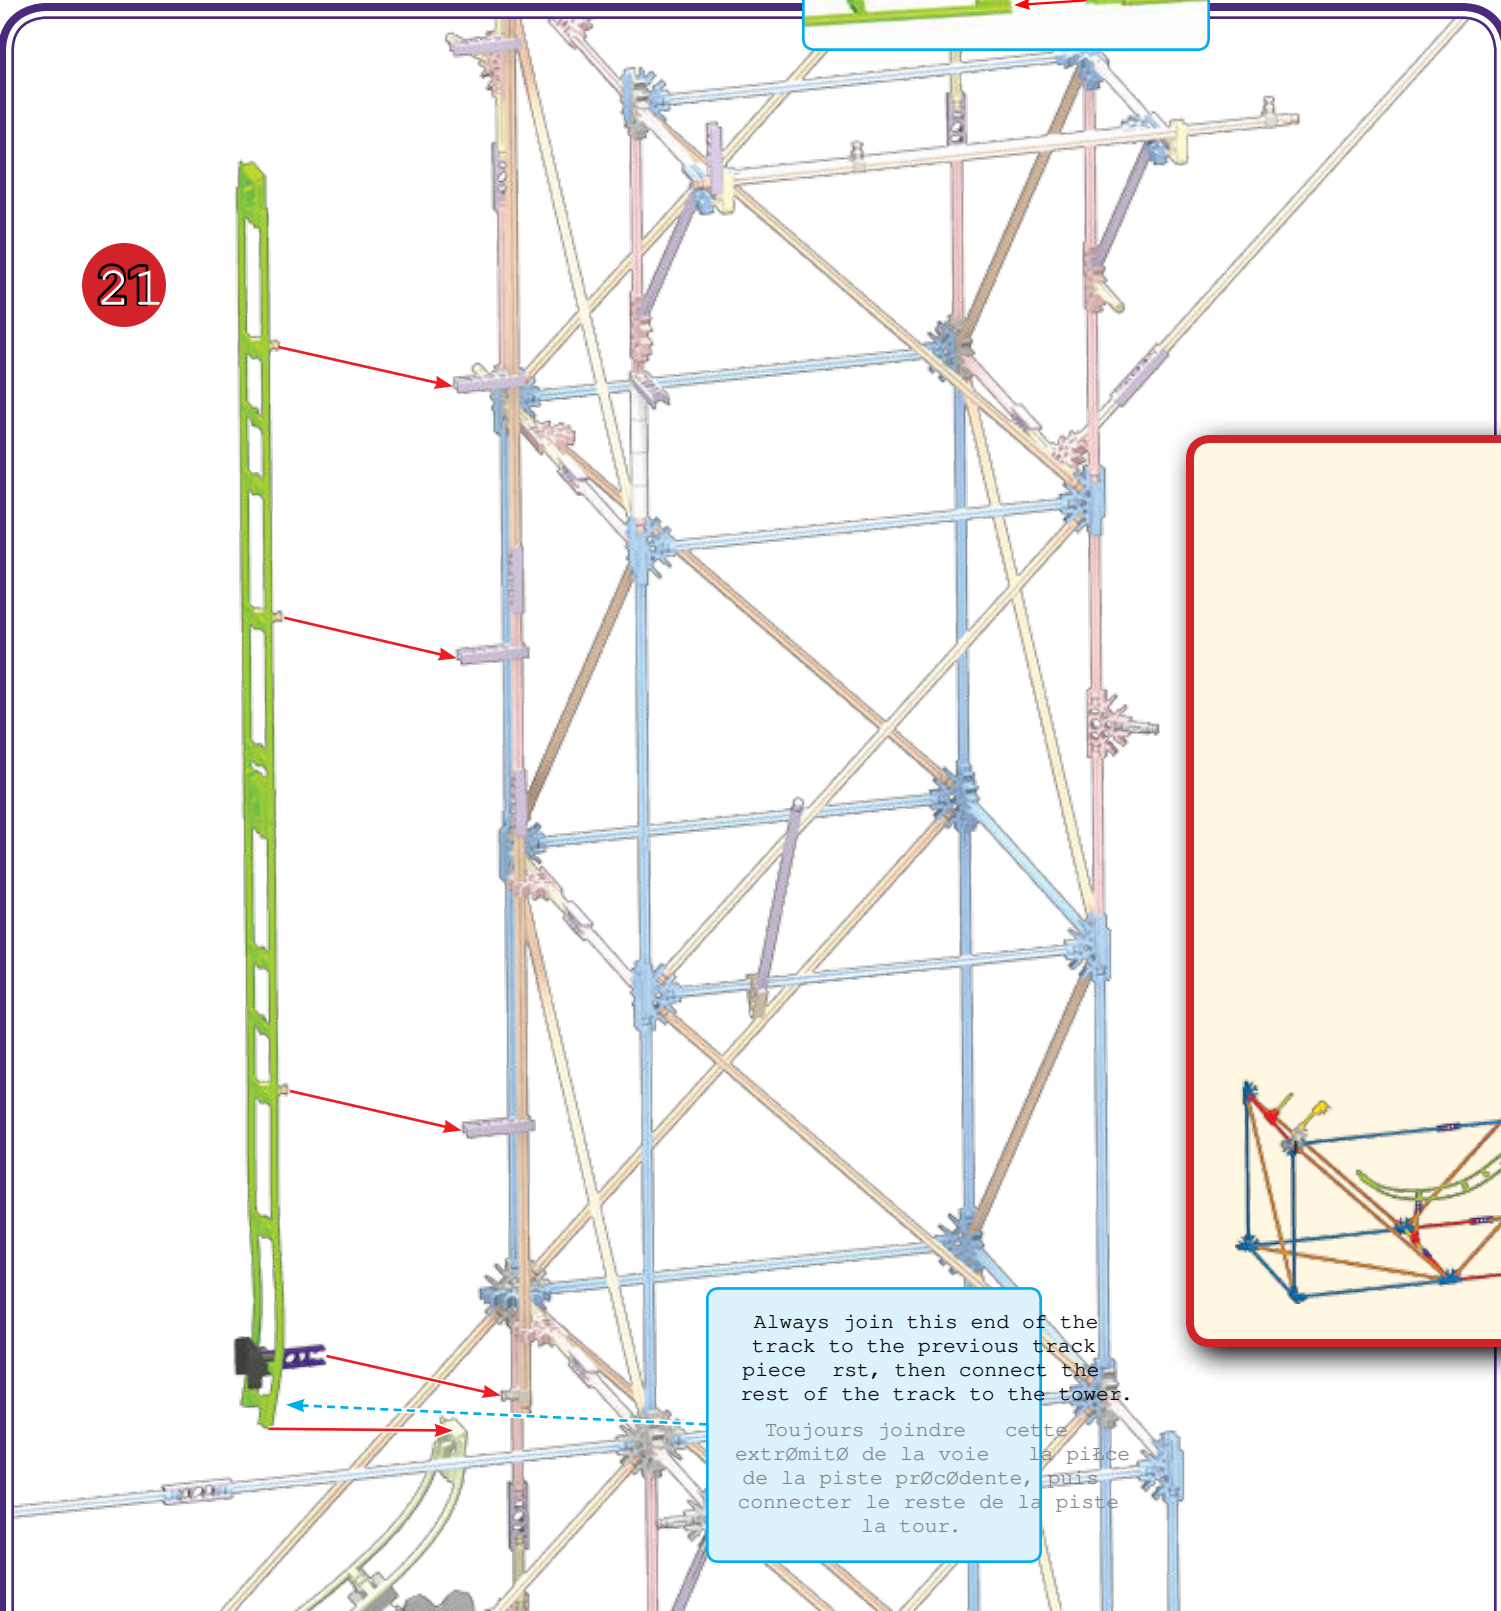 21
Always join this end of the
track to the previous track
piece rst, then connect the
rest of the track to the tower.
Toujours joindre cette
extrØmitØ de la voie la piŁce
de la piste prØcØdente, puis
connecter le reste de la piste
la tour.